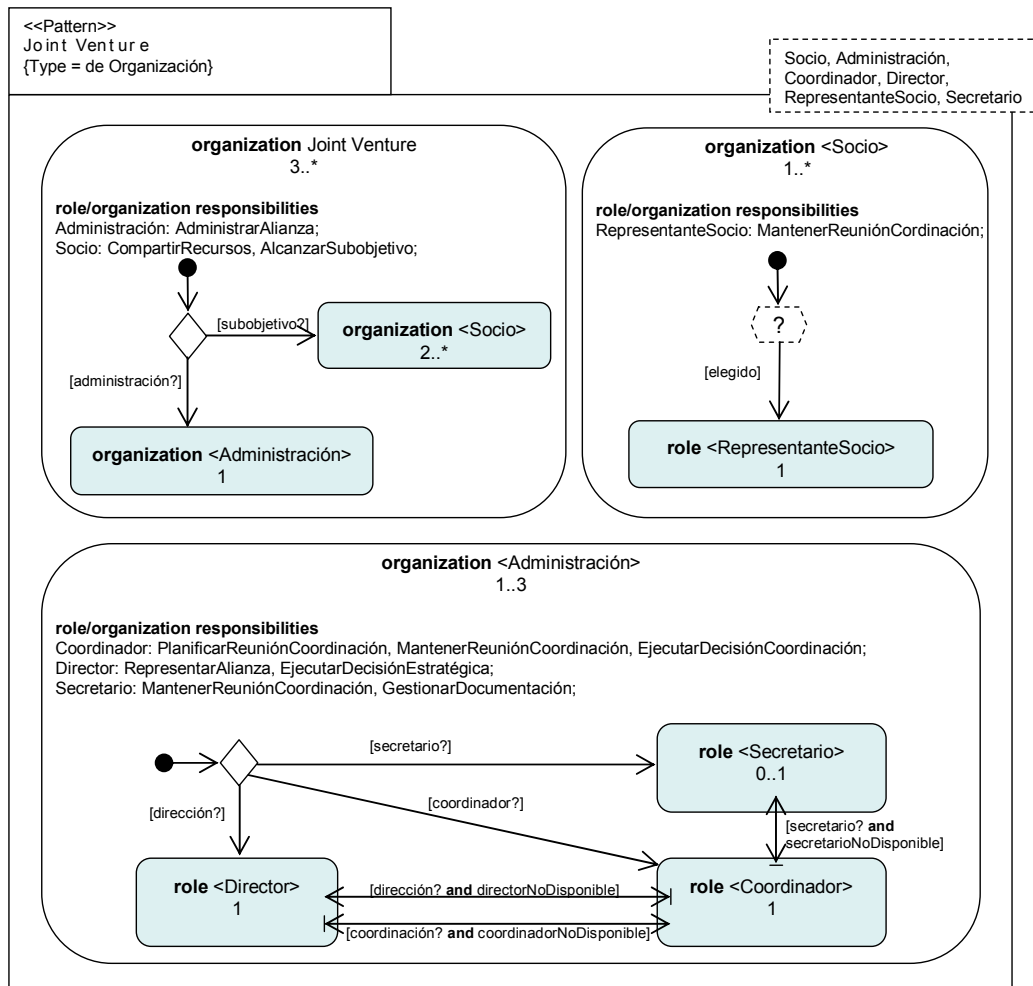 <<Pattern>>
Joint Venture
{Type = de Organización}
Socio, Administración,
Coordinador, Director,
RepresentanteSocio, Secretario
organization Joint Venture
3..*
role/organization responsibilities
Administración: AdministrarAlianza;
Socio: CompartirRecursos, AlcanzarSubobjetivo;
[subobjetivo?]
organization <Socio>
2..*
[administración?]
organization <Administración>
1
organization <Socio>
1..*
role/organization responsibilities
RepresentanteSocio: MantenerReuniónCordinación;
?
[elegido]
role <RepresentanteSocio>
1
organization <Administración>
1..3
role/organization responsibilities
Coordinador: PlanificarReuniónCoordinación, MantenerReuniónCoordinación, EjecutarDecisiónCoordinación;
Director: RepresentarAlianza, EjecutarDecisiónEstratégica;
Secretario: MantenerReuniónCoordinación, GestionarDocumentación;
[secretario?]
role <Secretario>
0..1
[coordinador?]
[dirección?]
[secretario? and
secretarioNoDisponible]
role <Director>
1
[dirección? and directorNoDisponible]
role <Coordinador>
1
[coordinación? and coordinadorNoDisponible]